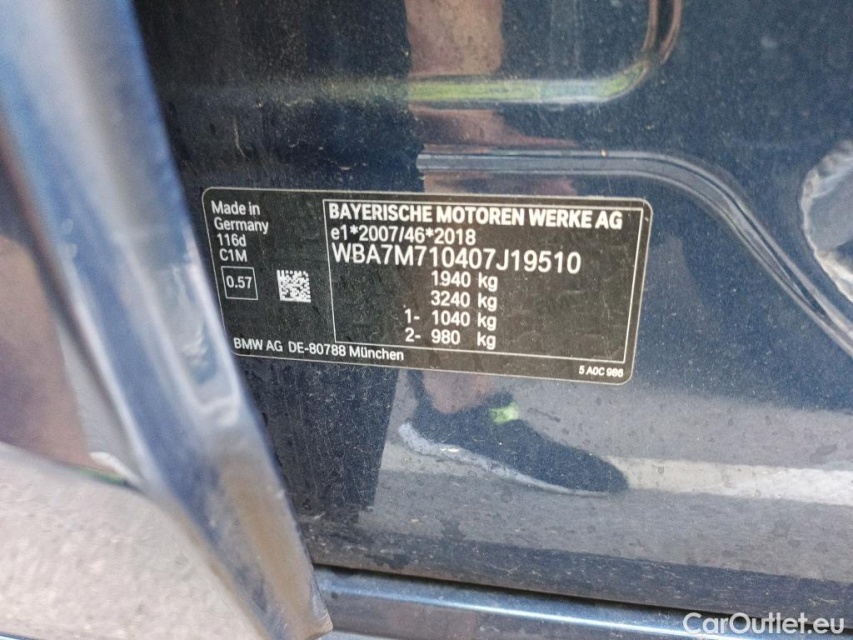 Made in
Germany
116d
C1M
0.57
BAYERISCHE MOTOREN WERKE AG
e1*2007/46*2018
WBA7M710407J19510
1940 kg
3240 kg
1- 1040 kg
2- 980 kg
BMW AG DE-80788 München
5 A0C 986
CarOutlet.eu